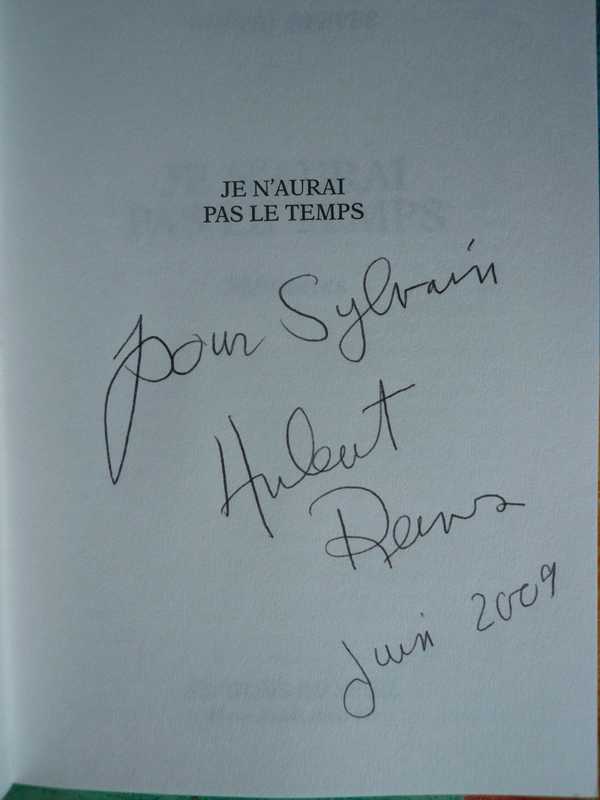 JE N'AURAI
PAS LE TEMPS
pour Sylvain
Hubert
Reeves
Juin 2009